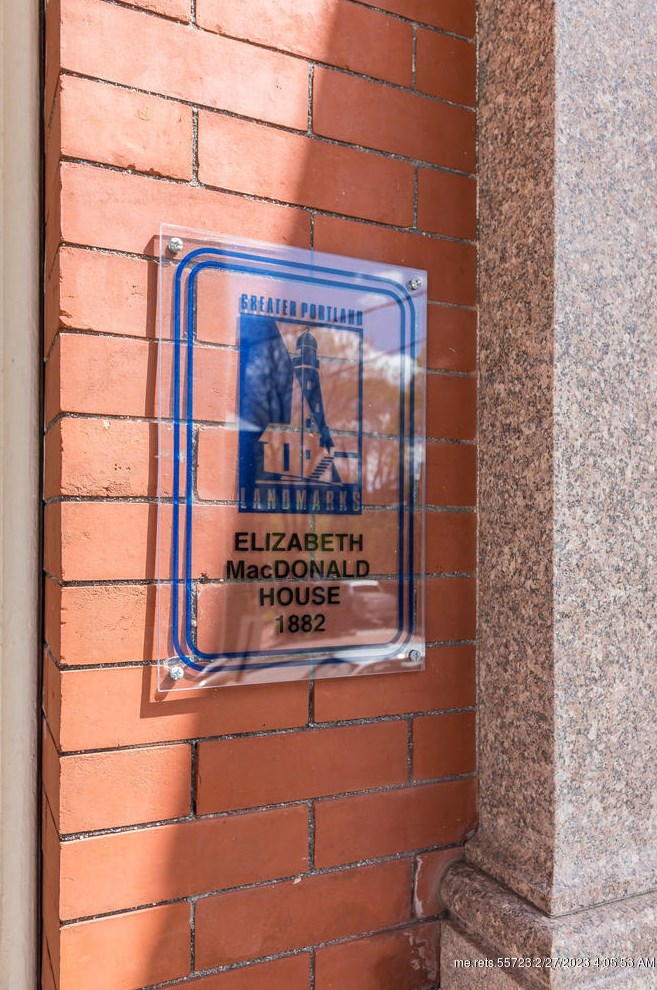 GREATER PORTLAND
LANDMARKS
ELIZABETH
MacDONALD
HOUSE
1882
me.rets.55723:2/27/2023 4:05:53 AM